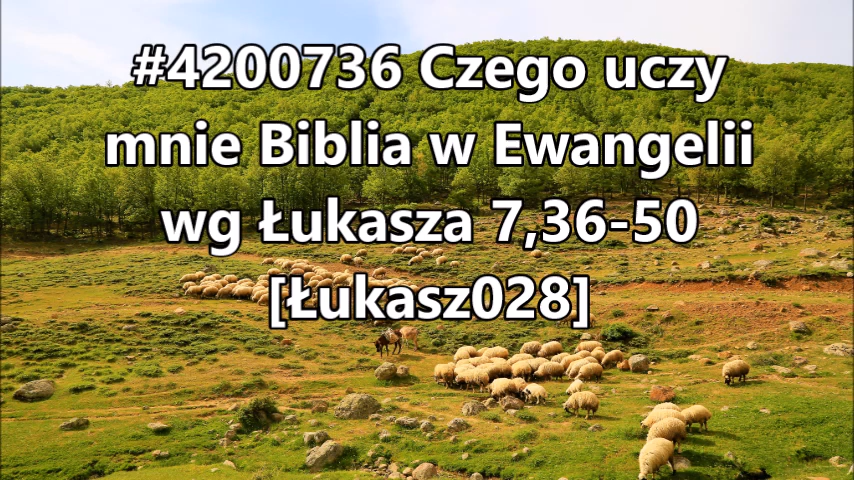 #4200736 Czego uczy
mnie Biblia w Ewangelii
wg Łukasza 7,36-50
[Łukasz028]